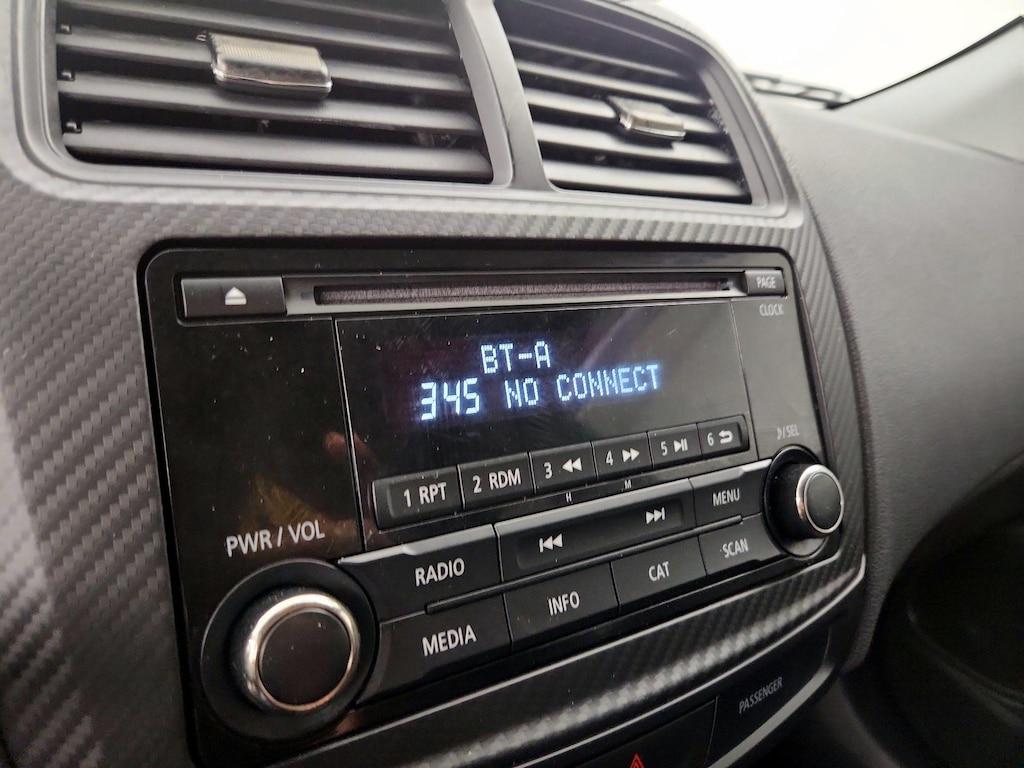 PAGE
CLOCK
BT-A
345 NO CONNECT
♪/SEL
1 RPT
2 RDM
3
4
5
6
H
M
PWR / VOL
RADIO
MENU
MEDIA
INFO
CAT
SCAN
PASSENGER